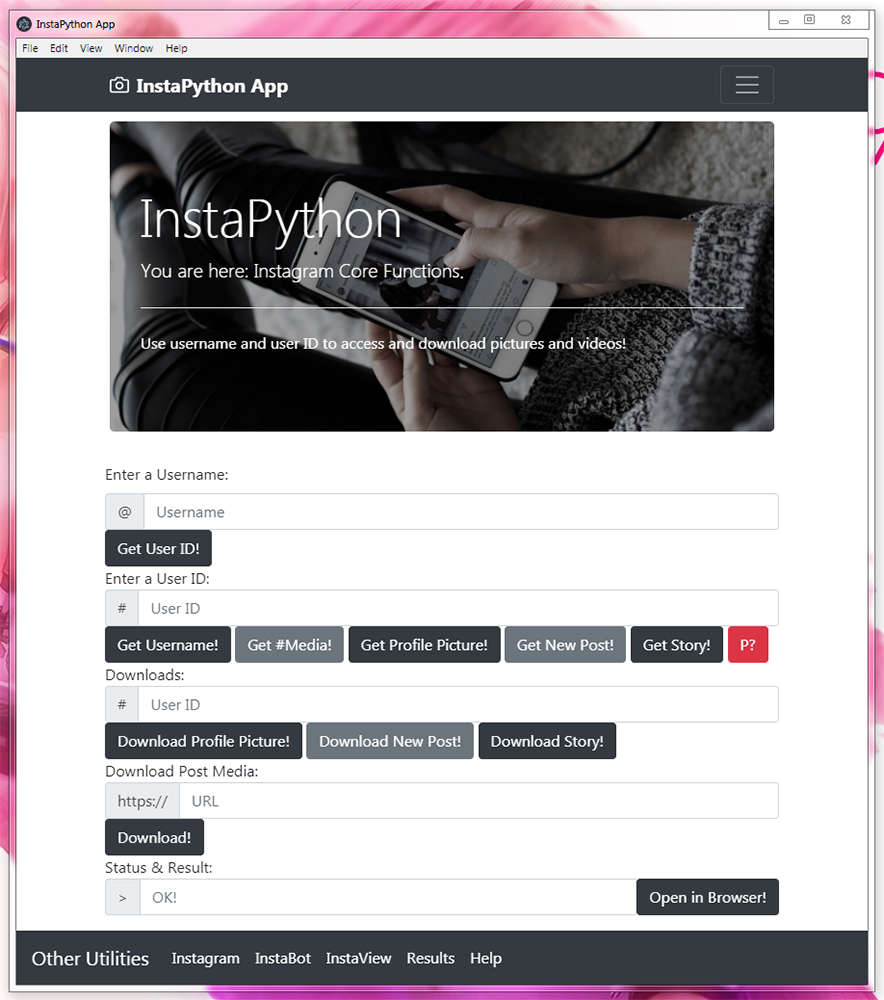 InstaPython App
File Edit View Window Help
InstaPython App
InstaPython
You are here: Instagram Core Functions.
Use username and user ID to access and download pictures and videos!
Enter a Username:
@ Username
Get User ID!
Enter a User ID:
# User ID
Get Username! Get #Media! Get Profile Picture! Get New Post! Get Story! P?
Downloads:
# User ID
Download Profile Picture! Download New Post! Download Story!
Download Post Media:
https:// URL
Download!
Status & Result:
> OK! Open in Browser!
Other Utilities Instagram InstaBot InstaView Results Help